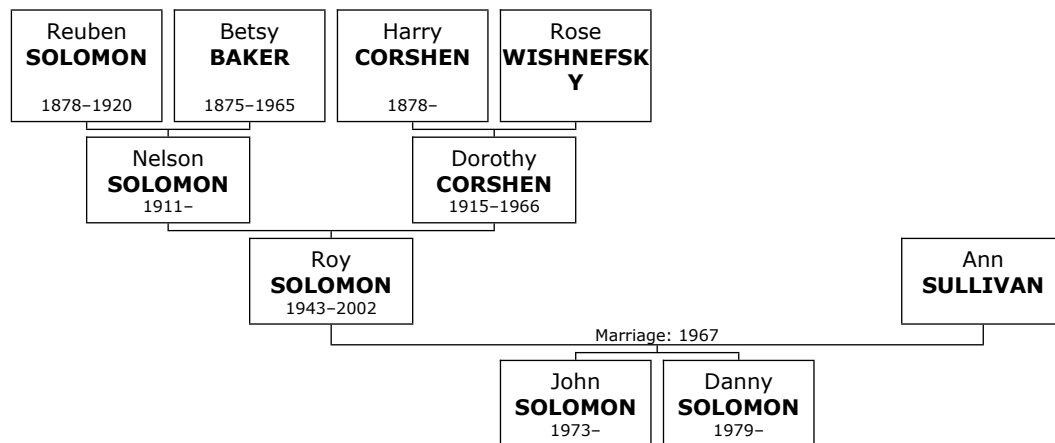 Reuben
SOLOMON
1878–1920
Betsy
BAKER
1875–1965
Harry
CORSHEN
1878–
Rose
WISHNEFSK
Y
Nelson
SOLOMON
1911–
Dorothy
CORSHEN
1915–1966
Roy
SOLOMON
1943–2002
Ann
SULLIVAN
Marriage: 1967
John
SOLOMON
1973–
Danny
SOLOMON
1979–